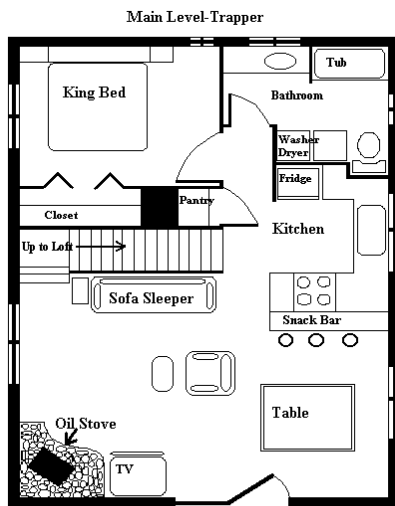 Main Level-Trapper
Tub
King Bed
Bathroom
Washer
Dryer
Fridge
Pantry
Closet
Kitchen
Up to Loft
Sofa Sleeper
Snack Bar
Table
Oil Stove
TV